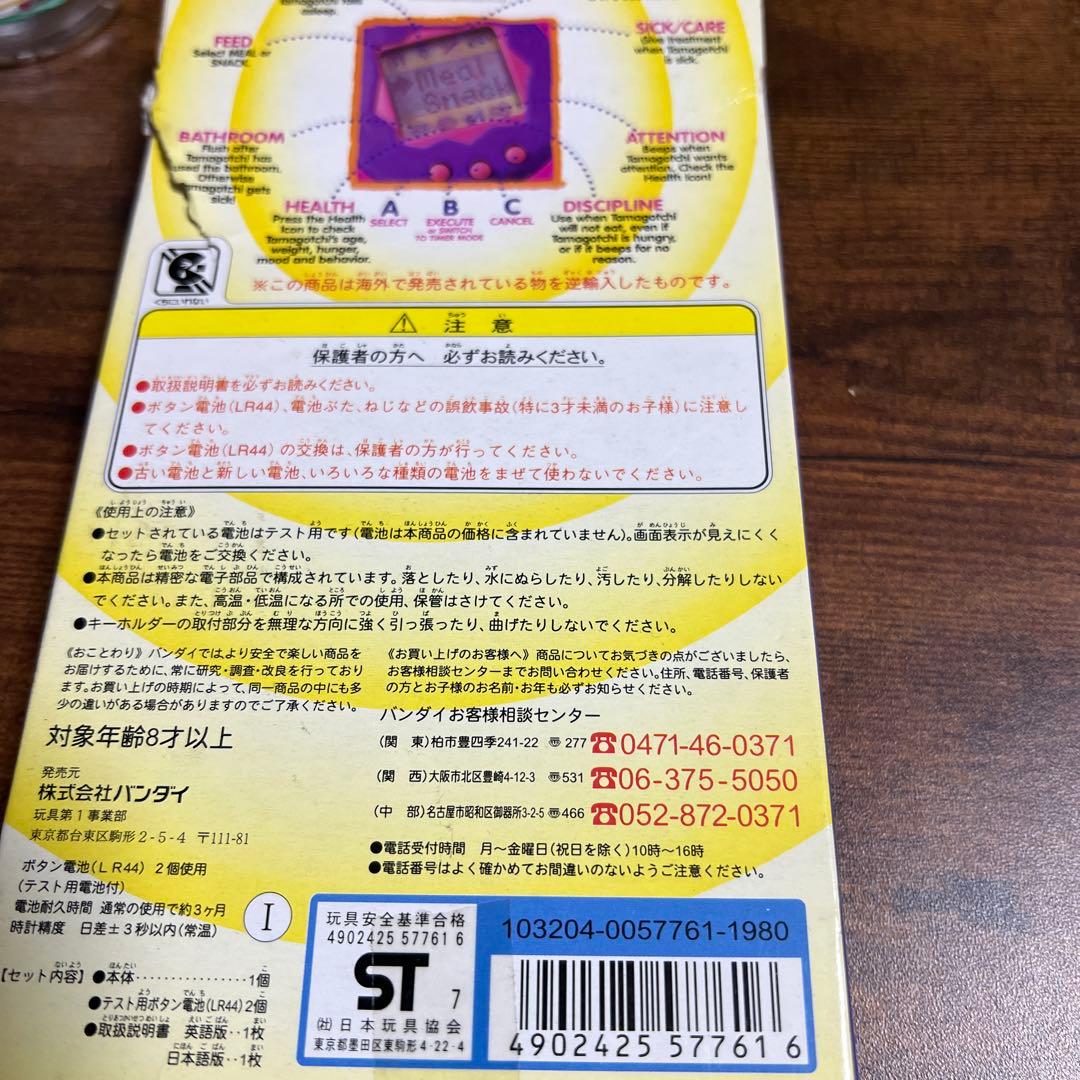 asleep.
FEED
Select MEAL or
SNACK.
SICK/CARE
Give treatment
when Tamagotchi
is sick.
Meal
Snack
BATHROOM
Flush after
Tamagotchi has
used the bathroom.
Otherwise
Tamagotchi gets
sick!
ATTENTION
Beeps when
Tamagotchi wants
attention. Check the
Health Icon!
HEALTH
Press the Health
Icon to check
Tamagotchi's age,
weight, hunger,
mood and behavior.
A
SELECT
B
EXECUTE
or SWITCH
TO TIMER MODE
C
CANCEL
DISCIPLINE
Use when Tamagotchi
will not eat, even if
Tamagotchi is hungry,
or if it beeps for no
reason.
くちにいれない
※この商品は海外で発売されている物を逆輸入したものです。
注意
保護者の方へ 必ずお読みください。
●取扱説明書を必ずお読みください。
●ボタン電池(LR44)、電池ぶた、ねじなどの誤飲事故(特に3才未満のお子様)に注意し
てください。
●ボタン電池(LR44)の交換は、保護者の方が行ってください。
●古い電池と新しい電池、いろいろな種類の電池をまぜて使わないでください。
《使用上の注意》
●セットされている電池はテスト用です(電池は本商品の価格に含まれていません)。画面表示が見えにくく
なったら電池をご交換ください。
●本商品は精密な電子部品で構成されています。落としたり、水にぬらしたり、汚したり、分解したりしない
でください。また、高温・低温になる所での使用、保管はさけてください。
●キーホルダーの取付部分を無理な方向に強く引っ張ったり、曲げたりしないでください。
《おことわり》バンダイでは、より安全で楽しい商品を
お届けするために、常に研究・調査・改良を行っており
ます。お買い上げの時期によって、同一商品の中にも多
少の違いがある場合がありますのでご了承ください。
《お買い上げのお客様へ》商品についてお気づきの点がございましたら、
お客様相談センターまでお問い合わせください。住所、電話番号、保護者
の方とお子様のお名前・お年も必ずお知らせください。
バンダイお客様相談センター
(関 東)柏市豊四季241-22 〠277 ☎0471-46-0371
(関 西)大阪市北区豊崎4-12-3 〠531 ☎06-375-5050
(中 部)名古屋市昭和区御器所3-2-5 〠466 ☎052-872-0371
●電話受付時間 月〜金曜日(祝日を除く)10時〜16時
●電話番号はよく確かめてお間違いのないようご注意ください。
対象年齢8才以上
発売元
株式会社バンダイ
玩具第1事業部
東京都台東区駒形2-5-4 〒111-81
ボタン電池(LR44) 2個使用
(テスト用電池付)
電池耐久時間 通常の使用で約3ヶ月
時計精度 日差±3秒以内(常温)
I
【セット内容】●本体……………1個
●テスト用ボタン電池(LR44)2個
●取扱説明書 英語版‥1枚
日本語版‥1枚
玩具安全基準合格
4902425 57761 6
ST 7
(社)日本玩具協会
東京都墨田区東駒形4-22-4
103204-0057761-1980
4902425 577616